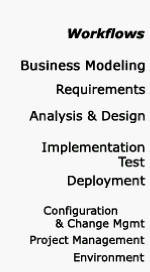 Workflows
Business Modeling
Requirements
Analysis & Design
Implementation
Test
Deployment
Configuration
& Change Mgmt
Project Management
Environment